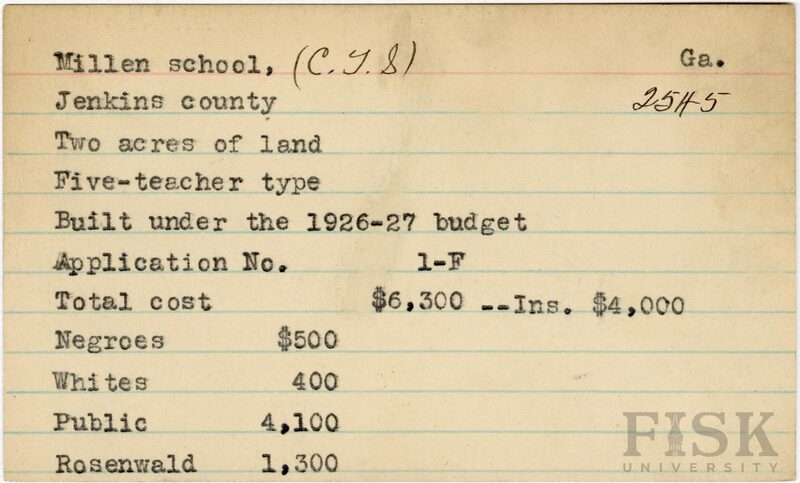 Millen school, (C.T.S) Ga.
Jenkins county 2545
Two acres of land
Five-teacher type
Built under the 1926-27 budget
Application No. 1-F
Total cost $6,300 --Ins. $4,000
Negroes $500
Whites 400
Public 4,100
Rosenwald 1,300
FISK
UNIVERSITY